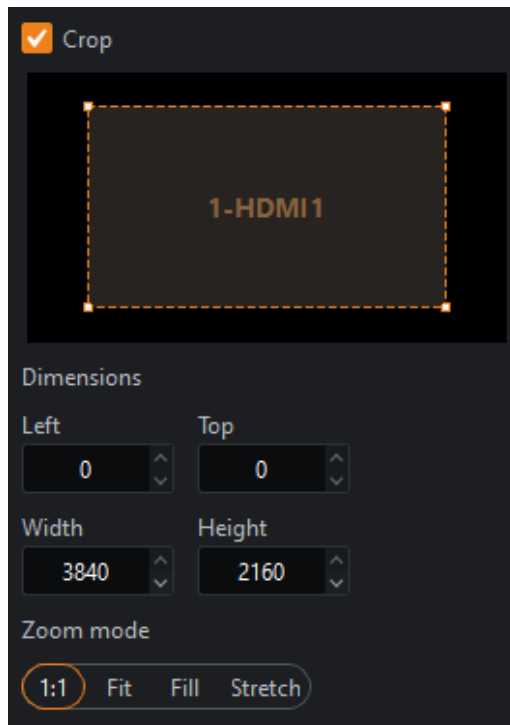 Crop
1-HDMI1
Dimensions
Left Top
0 0
Width Height
3840 2160
Zoom mode
1:1 Fit Fill Stretch